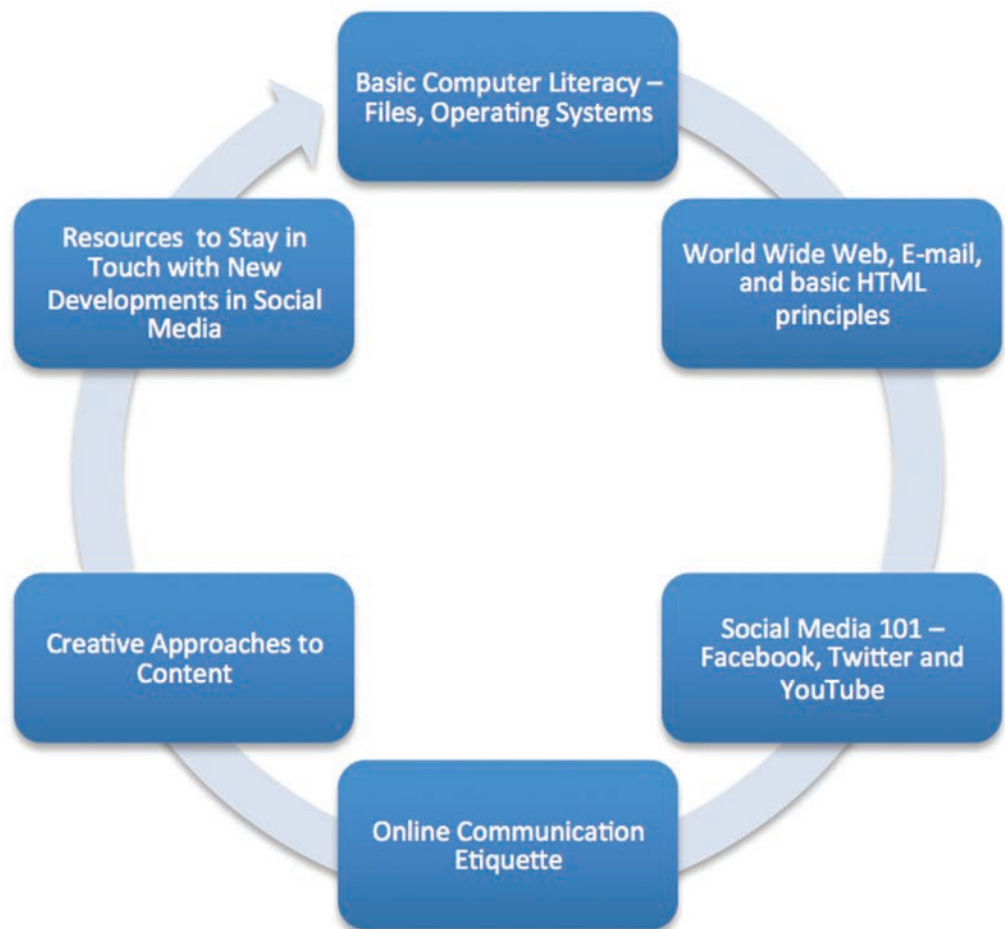 Basic Computer Literacy –
Files, Operating Systems
World Wide Web, E-mail,
and basic HTML
principles
Social Media 101 –
Facebook, Twitter and
YouTube
Online Communication
Etiquette
Creative Approaches to
Content
Resources to Stay in
Touch with New
Developments in Social
Media